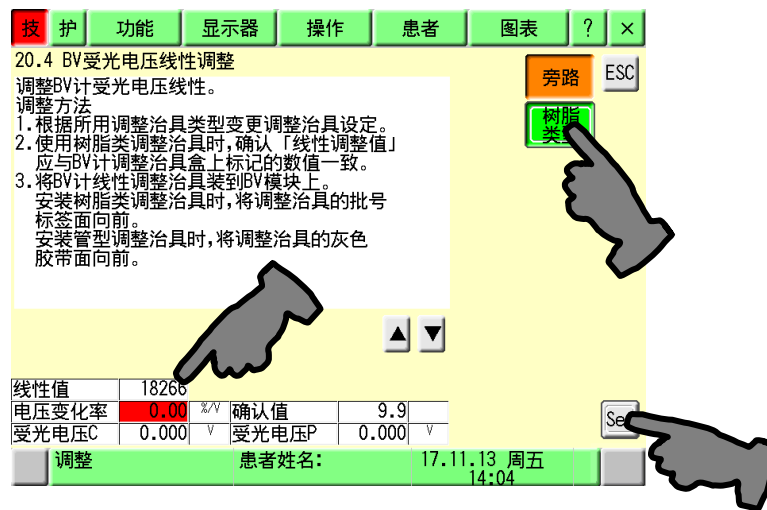 技 护 功能 显示器 操作 患者 图表 ? ×
20.4 BV受光电压线性调整
旁路 ESC
调整BV计受光电压线性。
调整方法
1.根据所用调整治具类型变更调整治具设定。
2.使用树脂类调整治具时,确认「线性调整值」
应与BV计调整治具盒上标记的数值一致。
3.将BV计线性调整治具装到BV模块上。
安装树脂类调整治具时,将调整治具的批号
标签面向前。
安装管型调整治具时,将调整治具的灰色
胶带面向前。
树脂
类
▲ ▼
线性值 18266
电压变化率 0.00 %/V 确认值 9.9
受光电压C 0.000 V 受光电压P 0.000 V
调整 患者姓名: 17.11.13 周五
14:04